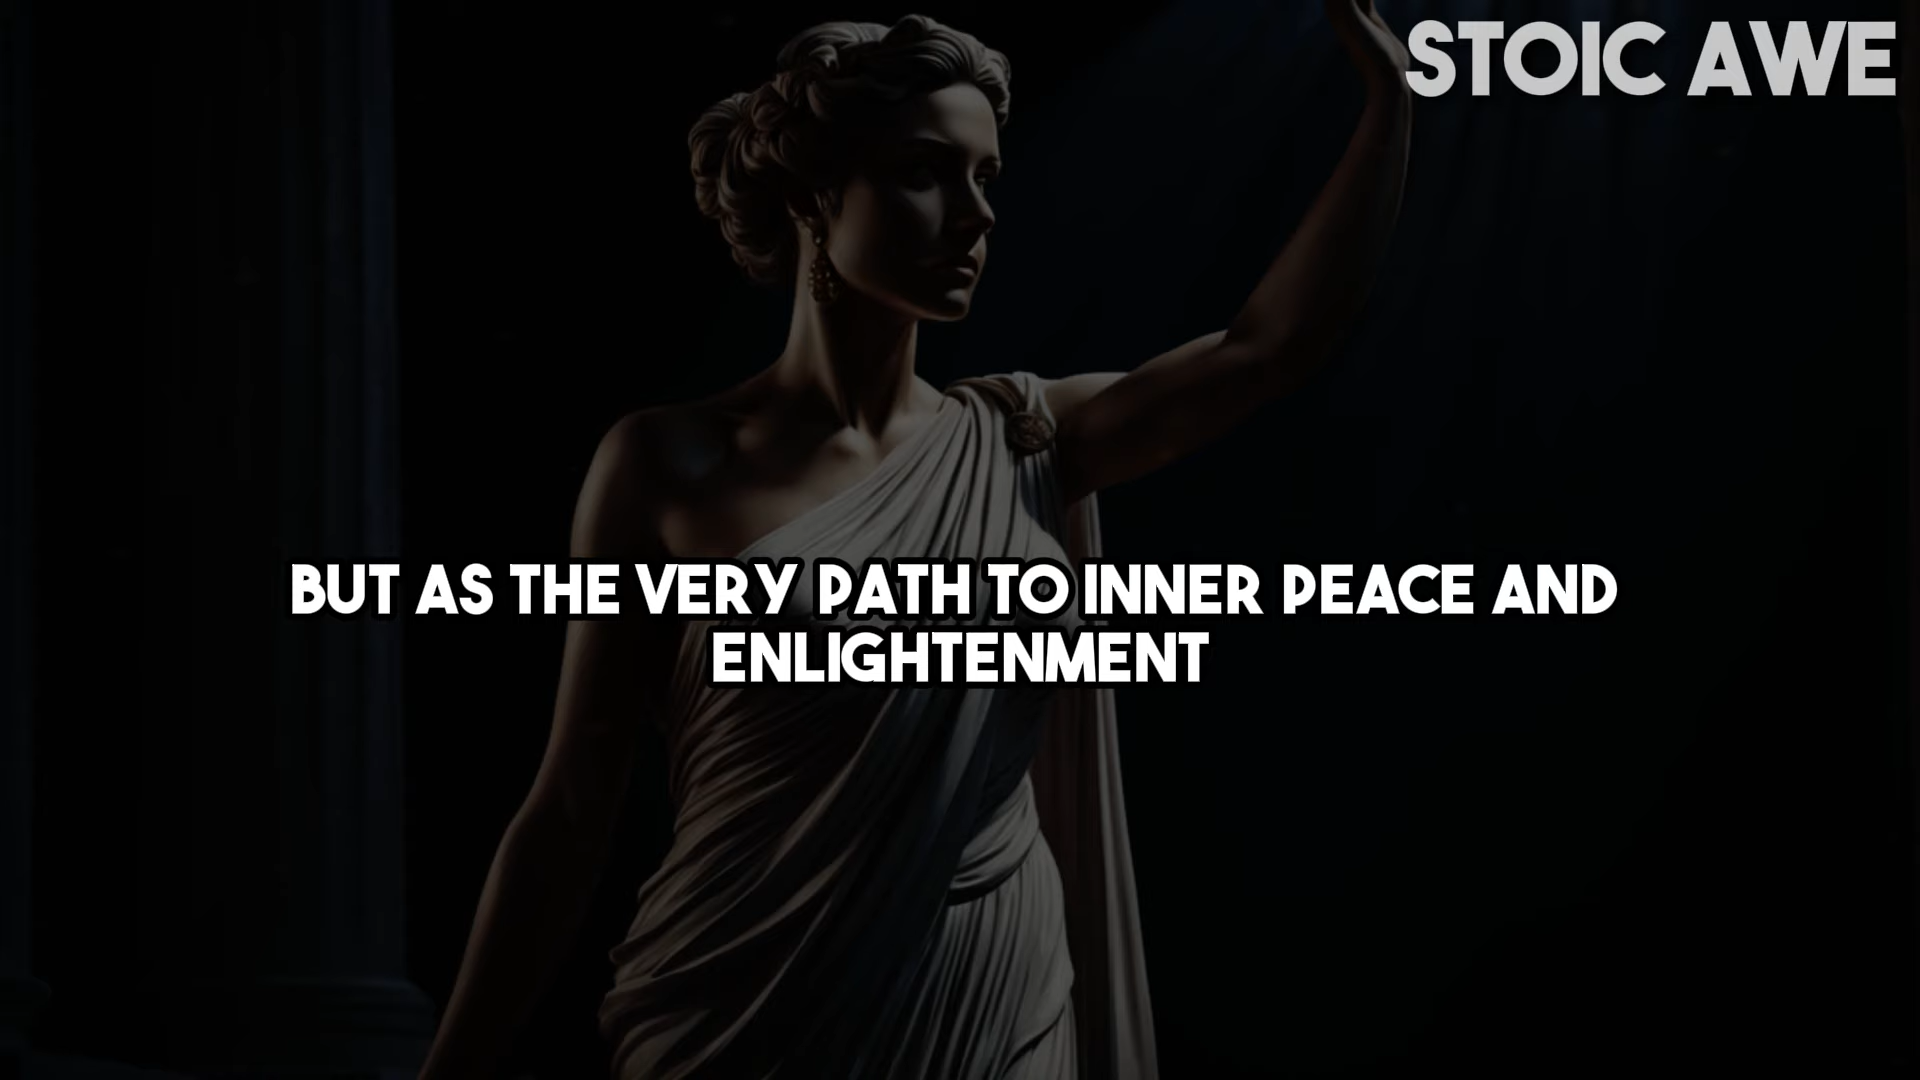 STOIC AWE
BUT AS THE VERY PATH TO INNER PEACE AND
ENLIGHTENMENT